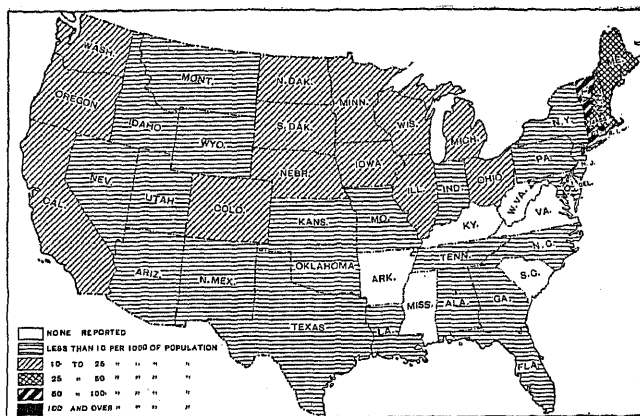 WASH.
MONT.
N. DAK.
MINN.
ME.
OREGON
IDAHO
WYO.
S. DAK.
WIS.
MICH.
N.Y.
NEBR.
IOWA
PA.
N.J.
NEV.
UTAH
COLO.
ILL.
IND.
OHIO
DEL.
CAL.
KANS.
MO.
KY.
W.VA.
VA.
ARIZ.
N. MEX.
OKLAHOMA
ARK.
TENN.
N.C.
S.C.
TEXAS
LA.
MISS.
ALA.
GA.
FLA.
NONE REPORTED
LESS THAN 10 PER 1000 OF POPULATION
10 TO 25 " " " "
25 " 50 " " " "
50 " 100 " " " "
100 AND OVER " " " "